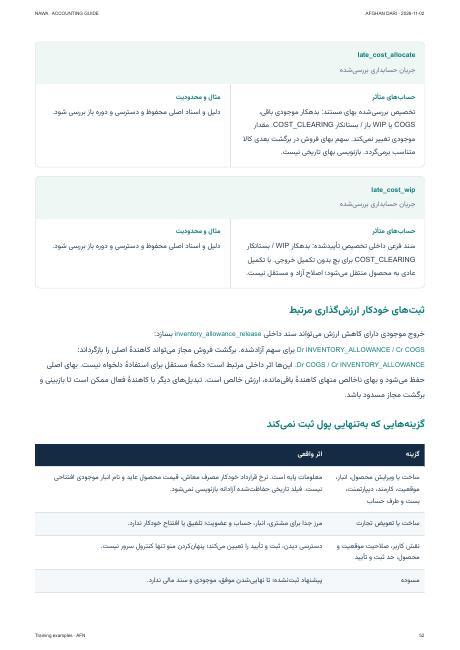 NAWA · ACCOUNTING GUIDE
AFGHAN DARI · 2026-11-02
late_cost_allocate
جریان حسابداری بررسی‌شده
حساب‌های متأثر
تخصیص بررسی‌شده بهای مستند: بدهکار موجودی باقی،
COGS یا WIP باز / بستانکار COST_CLEARING. مقدار
موجودی تغییر نمی‌کند. سهم بهای فروش در برگشت بعدی کالا
متناسب برمی‌گردد. بازنویسی بهای تاریخی نیست.
مثال و محدودیت
دلیل و اسناد اصلی محفوظ و دسترسی و دوره باز بررسی شود.
late_cost_wip
جریان حسابداری بررسی‌شده
حساب‌های متأثر
سند فرعی داخلی تخصیص تأییدشده: بدهکار WIP / بستانکار
COST_CLEARING برای بچ بدون تکمیل خروجی. با تکمیل
عادی به محصول منتقل می‌شود؛ اصلاح آزاد و مستقل نیست.
مثال و محدودیت
دلیل و اسناد اصلی محفوظ و دسترسی و دوره باز بررسی شود.
ثبت‌های خودکار ارزش‌گذاری مرتبط
خروج موجودی دارای کاهش ارزش می‌تواند سند داخلی inventory_allowance_release بسازد:
Dr INVENTORY_ALLOWANCE / Cr COGS برای سهم آزادشده. برگشت فروش مجاز می‌تواند کاهندهٔ اصلی را بازگرداند:
Dr COGS / Cr INVENTORY_ALLOWANCE. این‌ها اثر داخلی مرتبط است؛ دکمهٔ مستقل برای استفادهٔ دلخواه نیست. بهای اصلی
حفظ می‌شود و بهای ناخالص منهای کاهندهٔ باقی‌مانده، ارزش خالص است. تبدیل‌های دیگر با کاهندهٔ فعال ممکن است تا بازبینی و
برگشت مجاز مسدود باشد.
گزینه‌هایی که به‌تنهایی پول ثبت نمی‌کند
گزینه
اثر واقعی
ساخت یا ویرایش محصول، انبار،
موقعیت، کارمند، دیپارتمنت،
بست و طرف حساب
معلومات پایه است. نرخ قرارداد خودکار مصرف معاش، قیمت محصول عاید و نام انبار موجودی افتتاحی
نیست. فیلد تاریخی حفاظت‌شده آزادانه بازنویسی نمی‌شود.
ساخت یا تعویض تجارت
مرز جدا برای مشتری، انبار، حساب و عضویت؛ تلفیق یا افتتاح خودکار ندارد.
نقش کاربر، صلاحیت موقعیت و
محصول، حد ثبت و تأیید
دسترسی دیدن، ثبت و تأیید را تعیین می‌کند؛ پنهان‌کردن منو تنها کنترول سرور نیست.
مسوده
پیشنهاد ثبت‌نشده؛ تا نهایی‌شدن موفق، موجودی و سند مالی ندارد.
Training examples · AFN
52